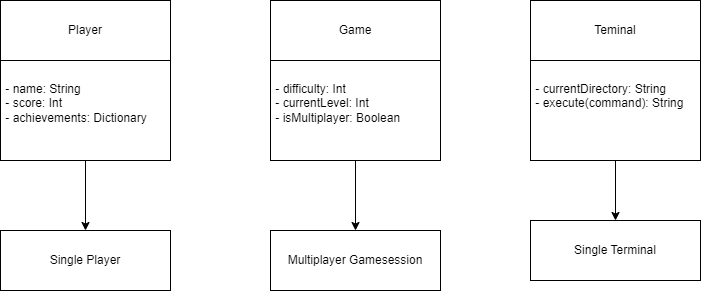 Player
- name: String
- score: Int
- achievements: Dictionary
Single Player
Game
- difficulty: Int
- currentLevel: Int
- isMultiplayer: Boolean
Multiplayer Gamesession
Teminal
- currentDirectory: String
- execute(command): String
Single Terminal